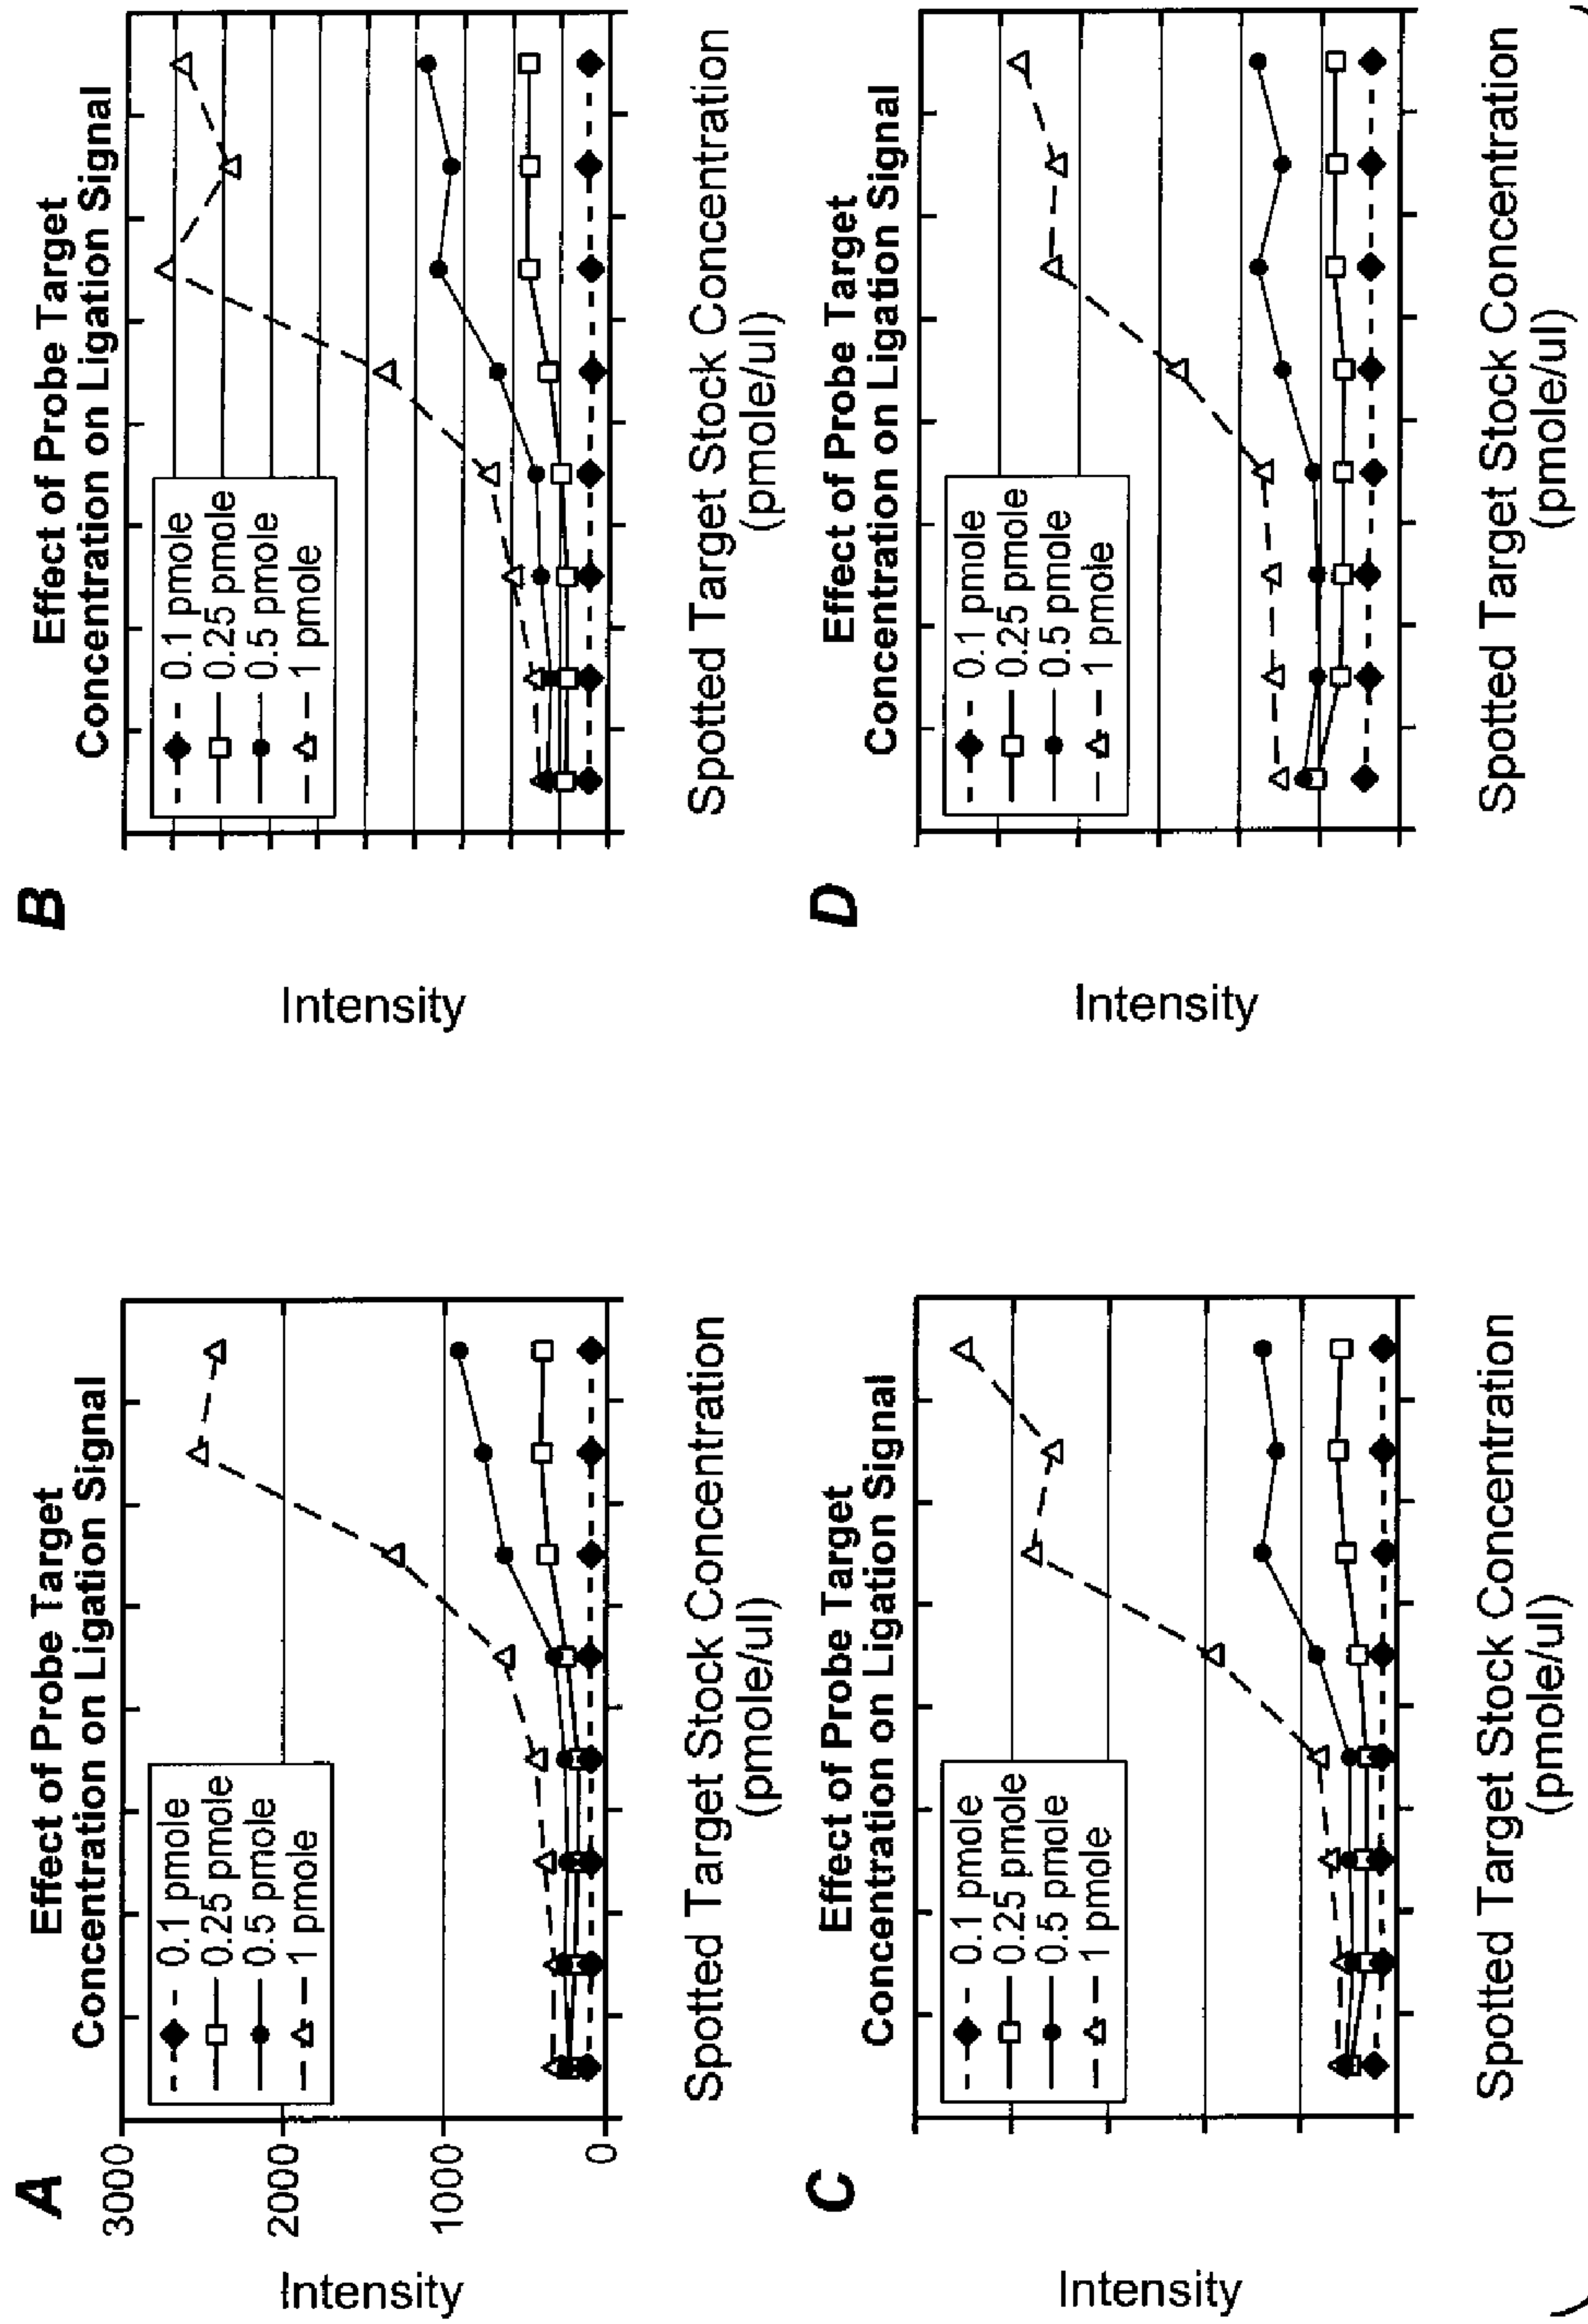 A
Effect of Probe Target
Concentration on Ligation Signal
3000
2000
1000
0
Intensity
0.1 pmole
0.25 pmole
0.5 pmole
1 pmole
Spotted Target Stock Concentration
(pmole/ul)
B
Effect of Probe Target
Concentration on Ligation Signal
Intensity
0.1 pmole
0.25 pmole
0.5 pmole
1 pmole
Spotted Target Stock Concentration
(pmole/ul)
C
Effect of Probe Target
Concentration on Ligation Signal
Intensity
0.1 pmole
0.25 pmole
0.5 pmole
1 pmole
Spotted Target Stock Concentration
(pmole/ul)
D
Effect of Probe Target
Concentration on Ligation Signal
Intensity
0.1 pmole
0.25 pmole
0.5 pmole
1 pmole
Spotted Target Stock Concentration
(pmole/ul)